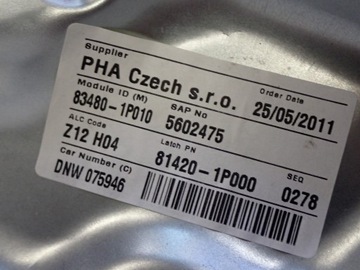 Supplier Order Date
PHA Czech s.r.o. 25/05/2011
Module ID (M) SAP No
83480-1P010 5602475
ALC Code Latch PN SEQ
Z12 H04 81420-1P000 0278
Car Number (C)
DNW 075946